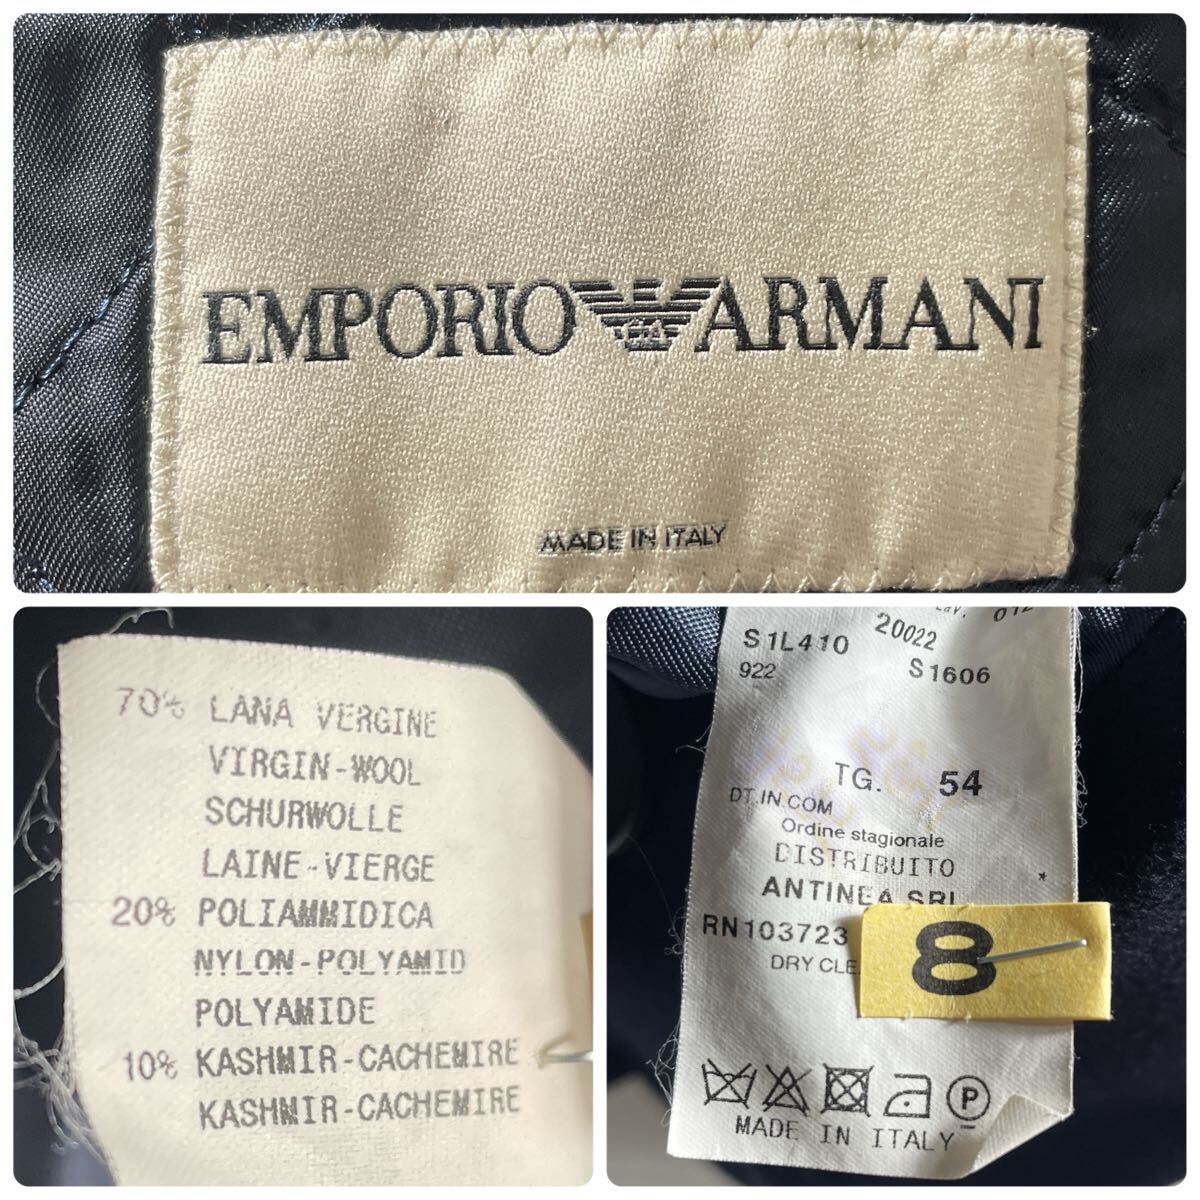 EMPORIO ARMANI
MADE IN ITALY
70% LANA VERGINE
VIRGIN-WOOL
SCHURWOLLE
LAINE-VIERGE
20% POLIAMMIDICA
NYLON-POLYAMID
POLYAMIDE
10% KASHMIR-CACHEMIRE
KASHMIR-CACHEMIRE
S1L410 20022
922 S1606
TG. 54
DT.IN.COM
Ordine stagionale
DISTRIBUITO *
ANTINEA SRL
RN103723
8
DRY
P
MADE IN ITALY